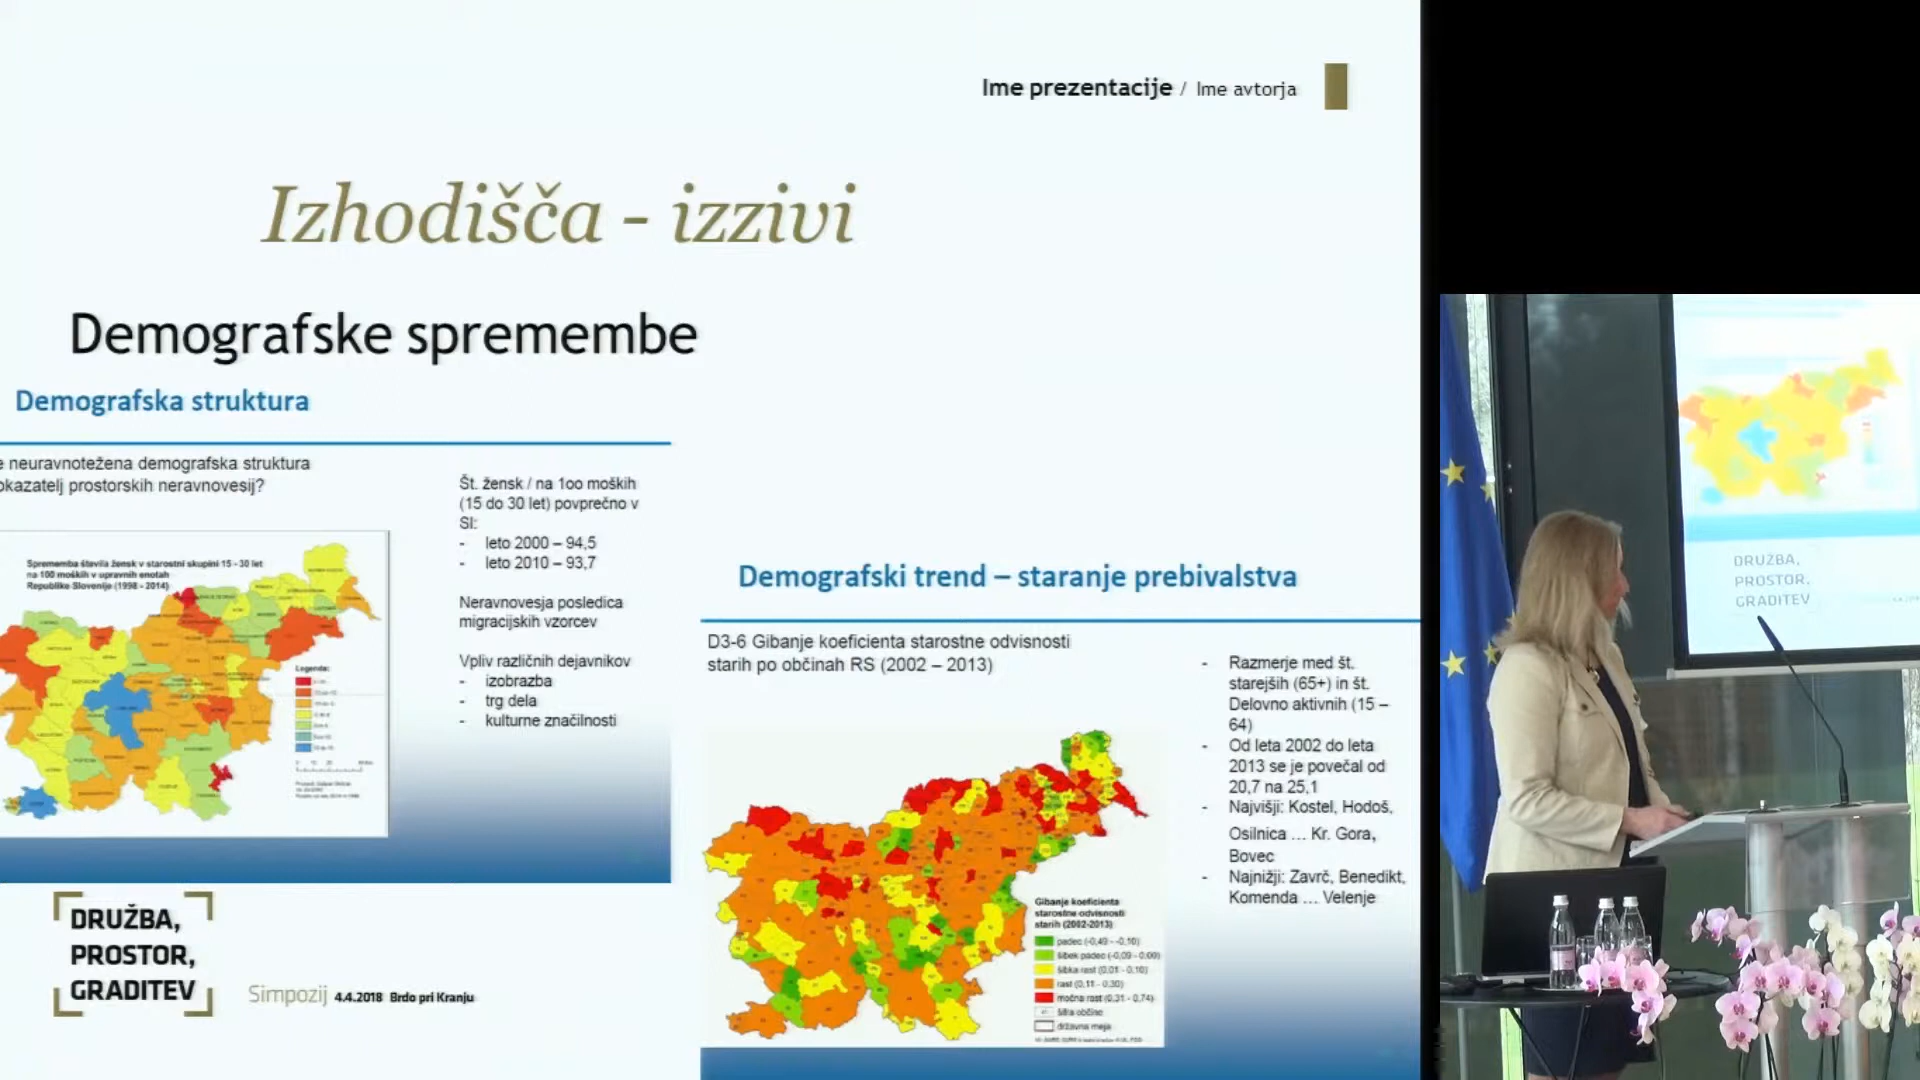 Ime prezentacije / Ime avtorja
Izhodišča - izzivi
Demografske spremembe
Demografska struktura
e neuravnotežena demografska struktura
okazatelj prostorskih neravnovesij?
Sprememba števila žensk v starostni skupini 15 - 30 let
na 100 moških v upravnih enotah
Republike Slovenije (1998 - 2014)
Legenda:
Št. žensk / na 1oo moških
(15 do 30 let) povprečno v
SI:
- leto 2000 – 94,5
- leto 2010 – 93,7
Neravnovesja posledica
migracijskih vzorcev
Vpliv različnih dejavnikov
- izobrazba
- trg dela
- kulturne značilnosti
Demografski trend – staranje prebivalstva
D3-6 Gibanje koeficienta starostne odvisnosti
starih po občinah RS (2002 – 2013)
Gibanje koeficienta
starostne odvisnosti
starih (2002-2013)
padec (-0,49 - -0,10)
šibek padec (-0,09 - 0,00)
šibka rast (0,01 - 0,10)
rast (0,11 - 0,30)
močna rast (0,31 - 0,74)
šifra občine
državna meja
- Razmerje med št.
starejših (65+) in št.
Delovno aktivnih (15 –
64)
- Od leta 2002 do leta
2013 se je povečal od
20,7 na 25,1
- Najvišji: Kostel, Hodoš,
Osilnica ... Kr. Gora,
Bovec
- Najnižji: Zavrč, Benedikt,
Komenda ... Velenje
DRUŽBA,
PROSTOR,
GRADITEV
Simpozij 4.4.2018 Brdo pri Kranju
DRUŽBA,
PROSTOR,
GRADITEV